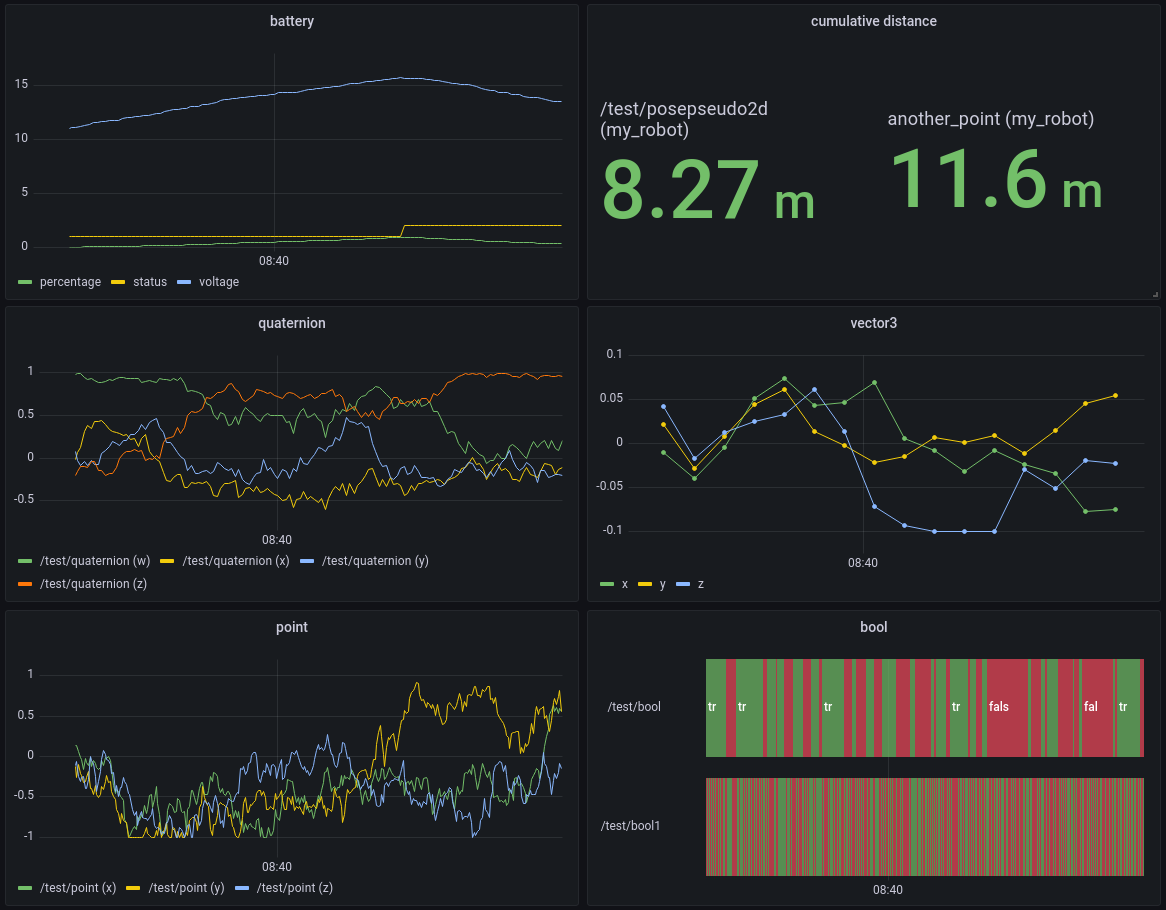 battery
15
10
5
0
08:40
percentage status voltage
cumulative distance
/test/posepseudo2d
(my_robot)
8.27 m
another_point (my_robot)
11.6 m
quaternion
1
0.5
0
-0.5
08:40
/test/quaternion (w) /test/quaternion (x) /test/quaternion (y)
/test/quaternion (z)
vector3
0.1
0.05
0
-0.05
-0.1
08:40
x y z
point
1
0.5
0
-0.5
-1
08:40
/test/point (x) /test/point (y) /test/point (z)
bool
/test/bool tr tr tr tr fals fal tr
/test/bool1
08:40